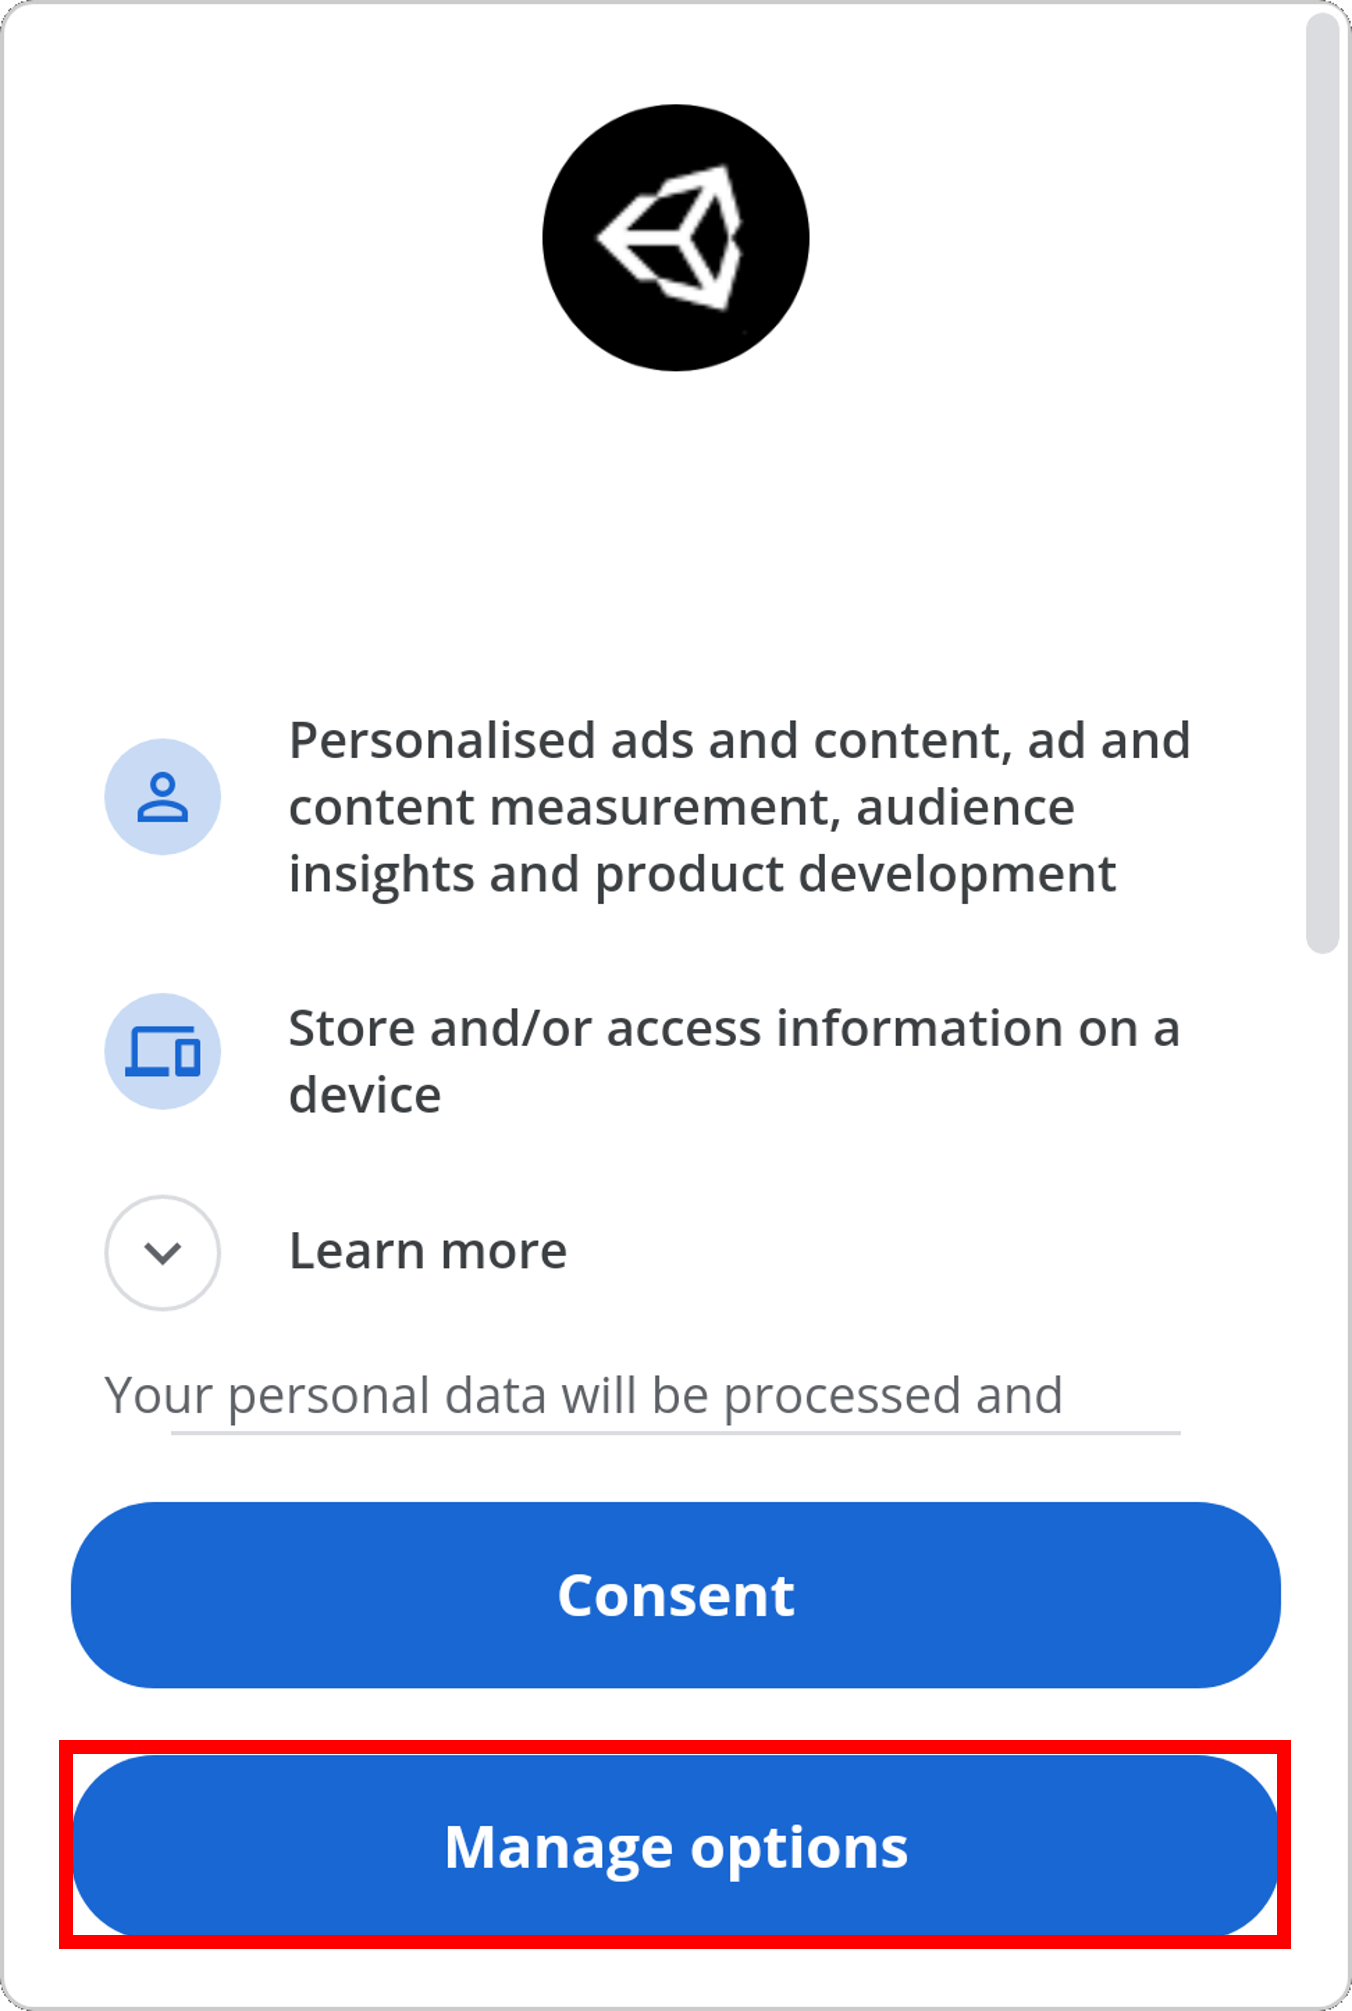 Personalised ads and content, ad and
content measurement, audience
insights and product development
Store and/or access information on a
device
Learn more
Your personal data will be processed and
Consent
Manage options